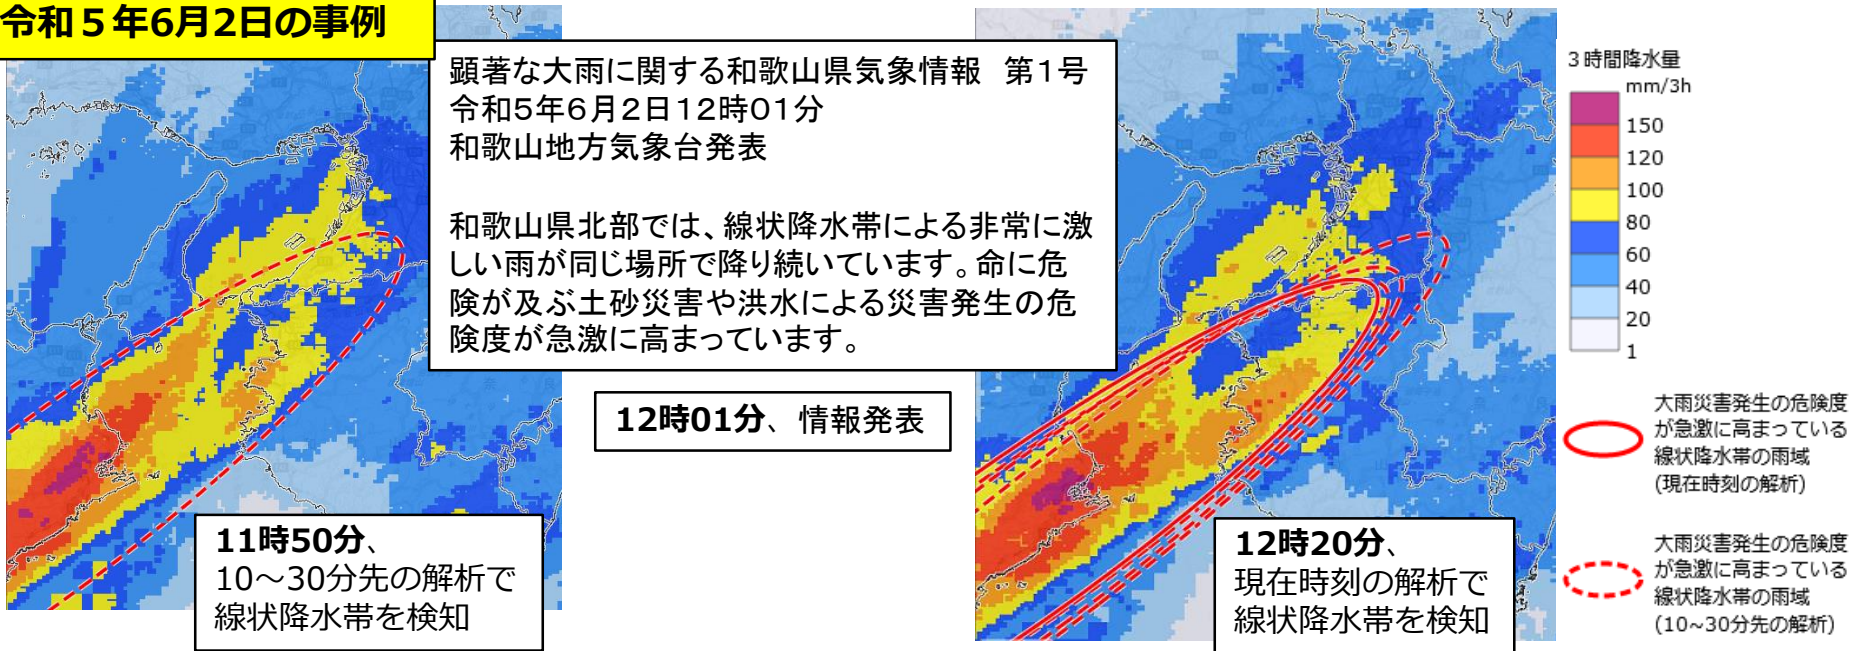 令和５年6月2日の事例
顕著な大雨に関する和歌山県気象情報　第１号
令和５年６月２日１２時０１分
和歌山地方気象台発表
和歌山県北部では、線状降水帯による非常に激
しい雨が同じ場所で降り続いています。命に危
険が及ぶ土砂災害や洪水による災害発生の危
険度が急激に高まっています。
12時01分、情報発表
11時50分、
10～30分先の解析で
線状降水帯を検知
12時20分、
現在時刻の解析で
線状降水帯を検知
３時間降水量
mm/3h
150
120
100
80
60
40
20
1
大雨災害発生の危険度
が急激に高まっている
線状降水帯の雨域
(現在時刻の解析)
大雨災害発生の危険度
が急激に高まっている
線状降水帯の雨域
(10~30分先の解析)